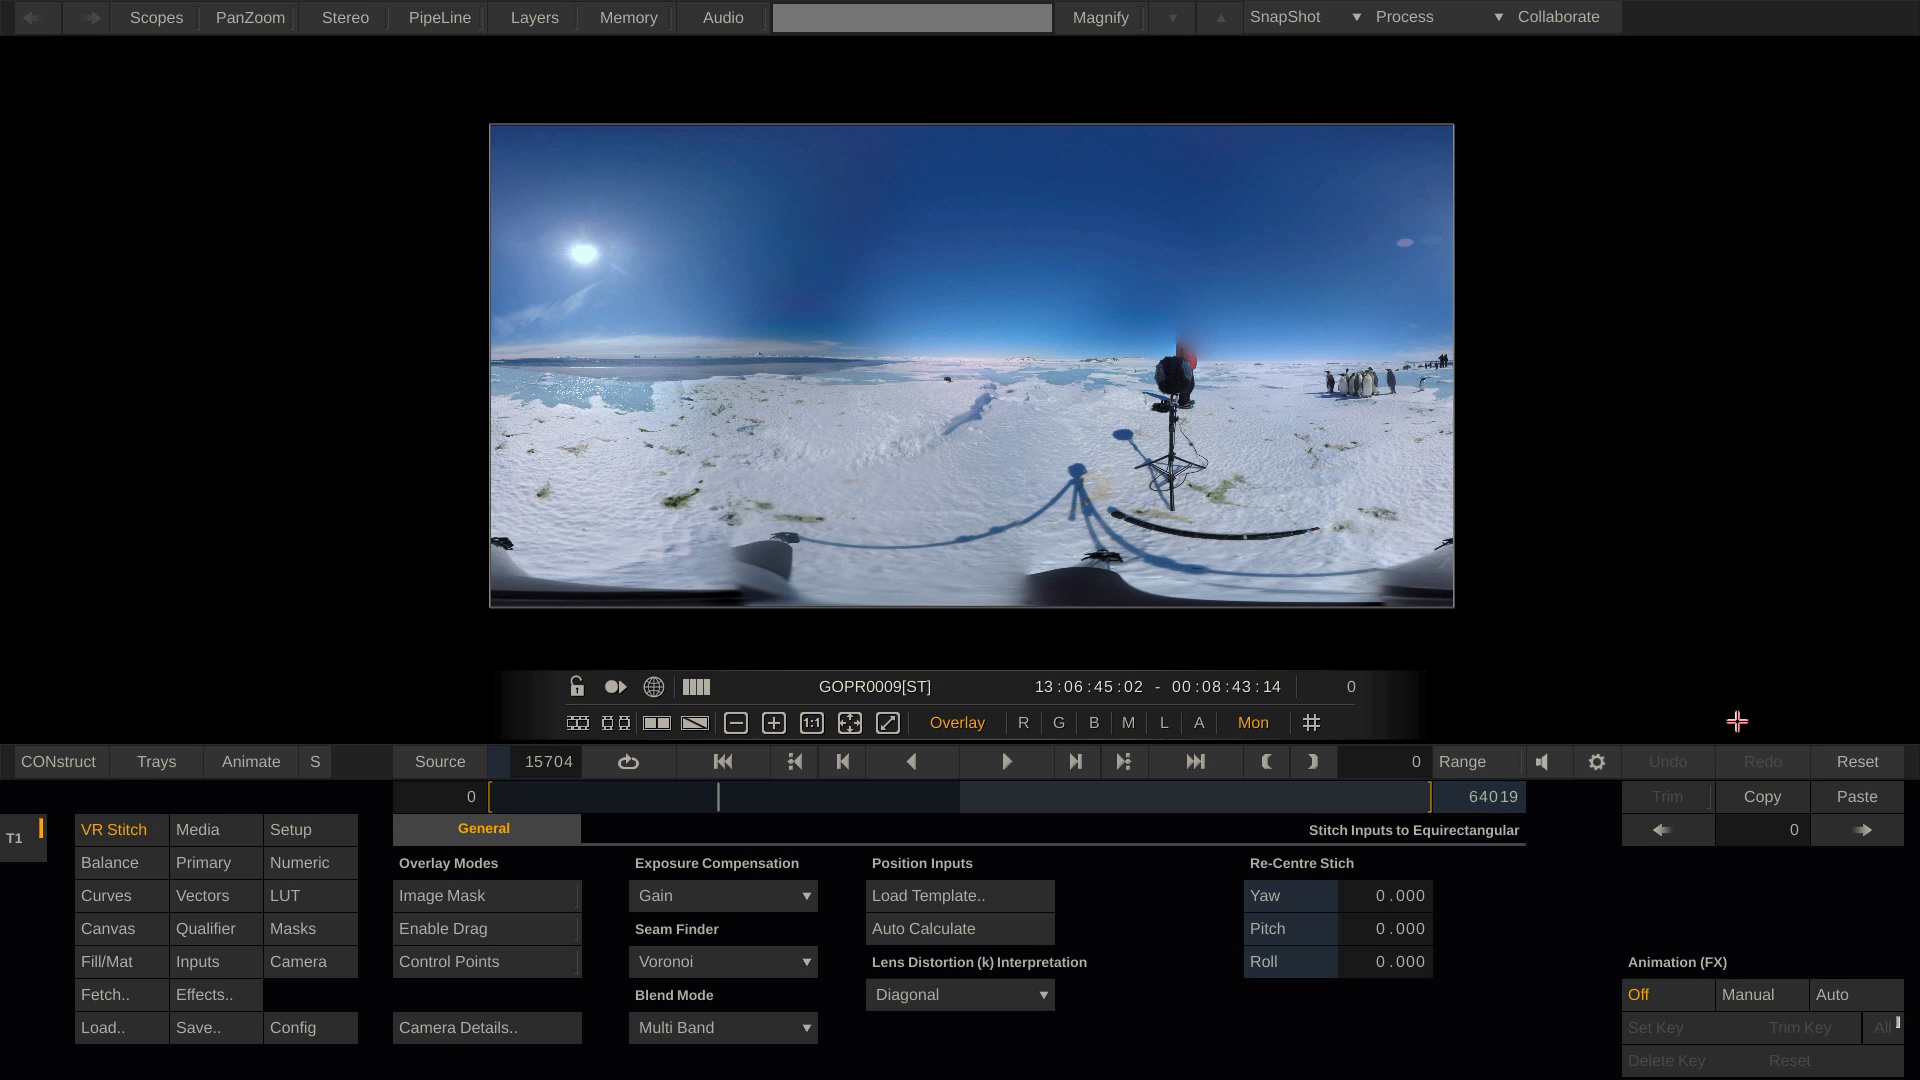 Scopes PanZoom Stereo PipeLine Layers Memory Audio Magnify SnapShot Process Collaborate
GOPR0009[ST] 13:06:45:02 - 00:08:43:14 0
1:1 Overlay R G B M L A Mon
CONstruct Trays Animate S Source 15704 0 Range Undo Redo Reset
0 64019 Trim Copy Paste
T1 VR Stitch Media Setup General Stitch Inputs to Equirectangular 0
Balance Primary Numeric Overlay Modes Exposure Compensation Position Inputs Re-Centre Stich
Curves Vectors LUT Image Mask Gain Load Template.. Yaw 0.000
Canvas Qualifier Masks Enable Drag Seam Finder Auto Calculate Pitch 0.000
Fill/Mat Inputs Camera Control Points Voronoi Lens Distortion (k) Interpretation Roll 0.000 Animation (FX)
Fetch.. Effects.. Blend Mode Diagonal Off Manual Auto
Load.. Save.. Config Camera Details.. Multi Band Set Key Trim Key All
Delete Key Reset